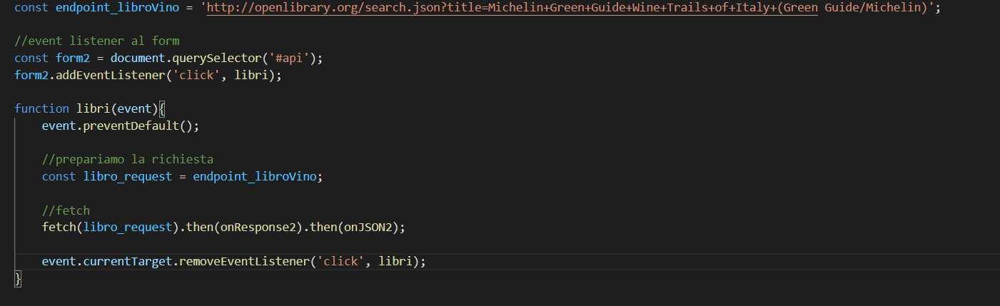 const endpoint_libroVino = 'http://openlibrary.org/search.json?title=Michelin+Green+Guide+Wine+Trails+of+Italy+(Green Guide/Michelin)';
//event listener al form
const form2 = document.querySelector('#api');
form2.addEventListener('click', libri);
function libri(event){
    event.preventDefault();
    //prepariamo la richiesta
    const libro_request = endpoint_libroVino;
    //fetch
    fetch(libro_request).then(onResponse2).then(onJSON2);
    event.currentTarget.removeEventListener('click', libri);
}